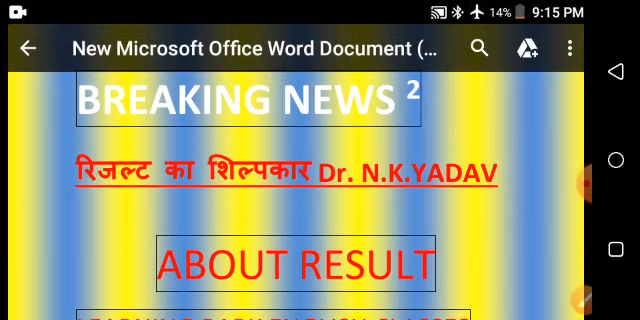 14% 9:15 PM
New Microsoft Office Word Document (...
BREAKING NEWS 2
रिजल्ट का शिल्पकार Dr. N.K.YADAV
ABOUT RESULT